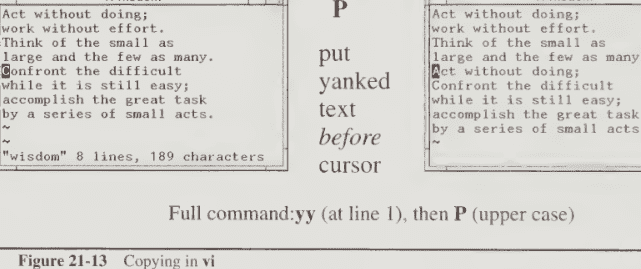 Act without doing;
work without effort.
Think of the small as
large and the few as many.
Confront the difficult
while it is still easy;
accomplish the great task
by a series of small acts.
~
~
"wisdom" 8 lines, 189 characters
P
put
yanked
text
before
cursor
Act without doing;
work without effort.
Think of the small as
large and the few as many
Act without doing;
Confront the difficult
while it is still easy;
accomplish the great task
by a series of small acts
~
Full command:yy (at line 1), then P (upper case)
Figure 21-13 Copying in vi